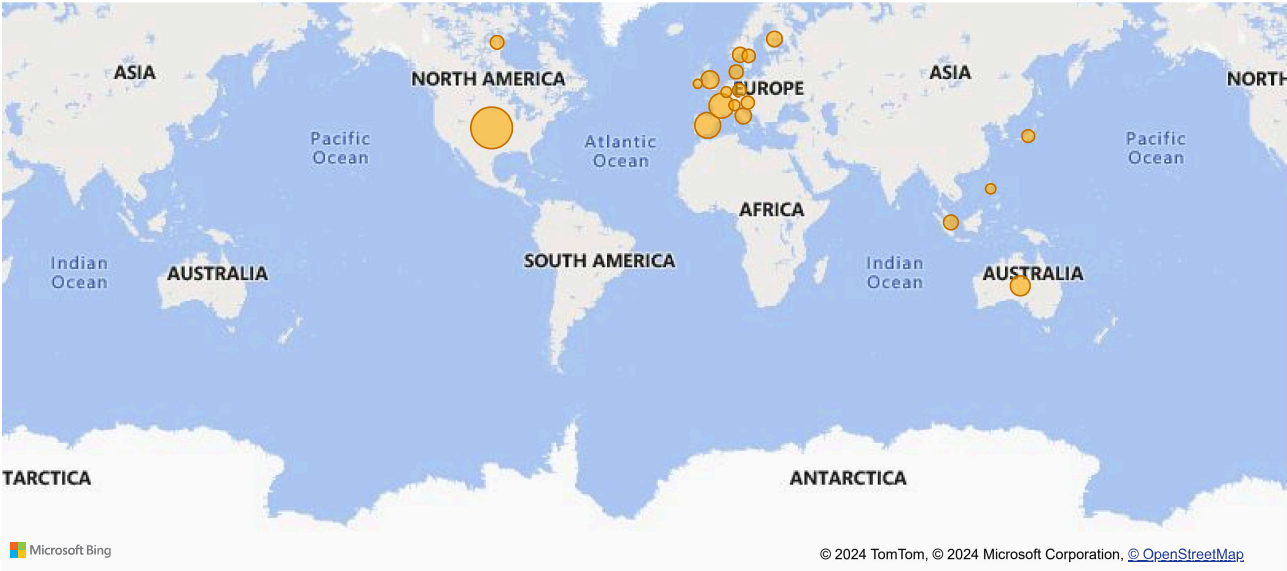 ASIA
NORTH AMERICA
EUROPE
ASIA
NORTH
Pacific
Ocean
Atlantic
Ocean
Pacific
Ocean
AFRICA
Indian
Ocean
AUSTRALIA
SOUTH AMERICA
Indian
Ocean
AUSTRALIA
TARCTICA
ANTARCTICA
Microsoft Bing
© 2024 TomTom, © 2024 Microsoft Corporation, © OpenStreetMap